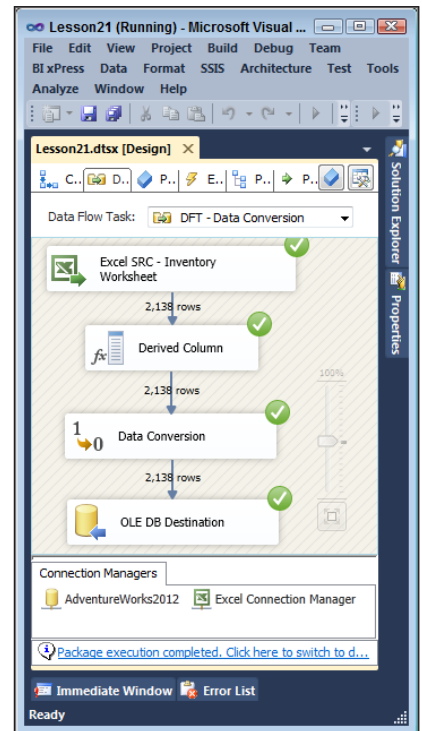 Lesson21 (Running) - Microsoft Visual ...
File Edit View Project Build Debug Team
BI xPress Data Format SSIS Architecture Test Tools
Analyze Window Help
Lesson21.dtsx [Design]
C.. D.. P.. E.. P.. P..
Data Flow Task: DFT - Data Conversion
Excel SRC - Inventory
Worksheet
2,138 rows
fx Derived Column
2,138 rows
100%
1
0 Data Conversion
2,138 rows
OLE DB Destination
Connection Managers
AdventureWorks2012 Excel Connection Manager
Package execution completed. Click here to switch to d...
Immediate Window Error List
Ready
Solution Explorer
Properties